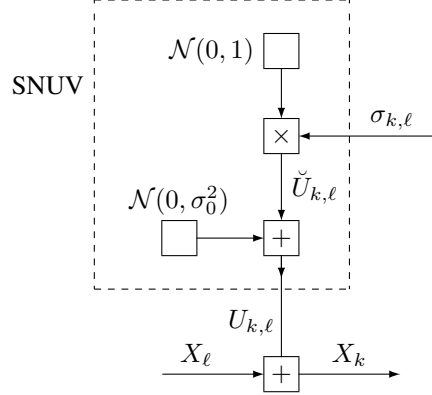 𝒩(0, 1)
SNUV
σ_{k,ℓ}
×
Ŭ_{k,ℓ}
𝒩(0, σ_0^2)
+
U_{k,ℓ}
X_ℓ
X_k
+